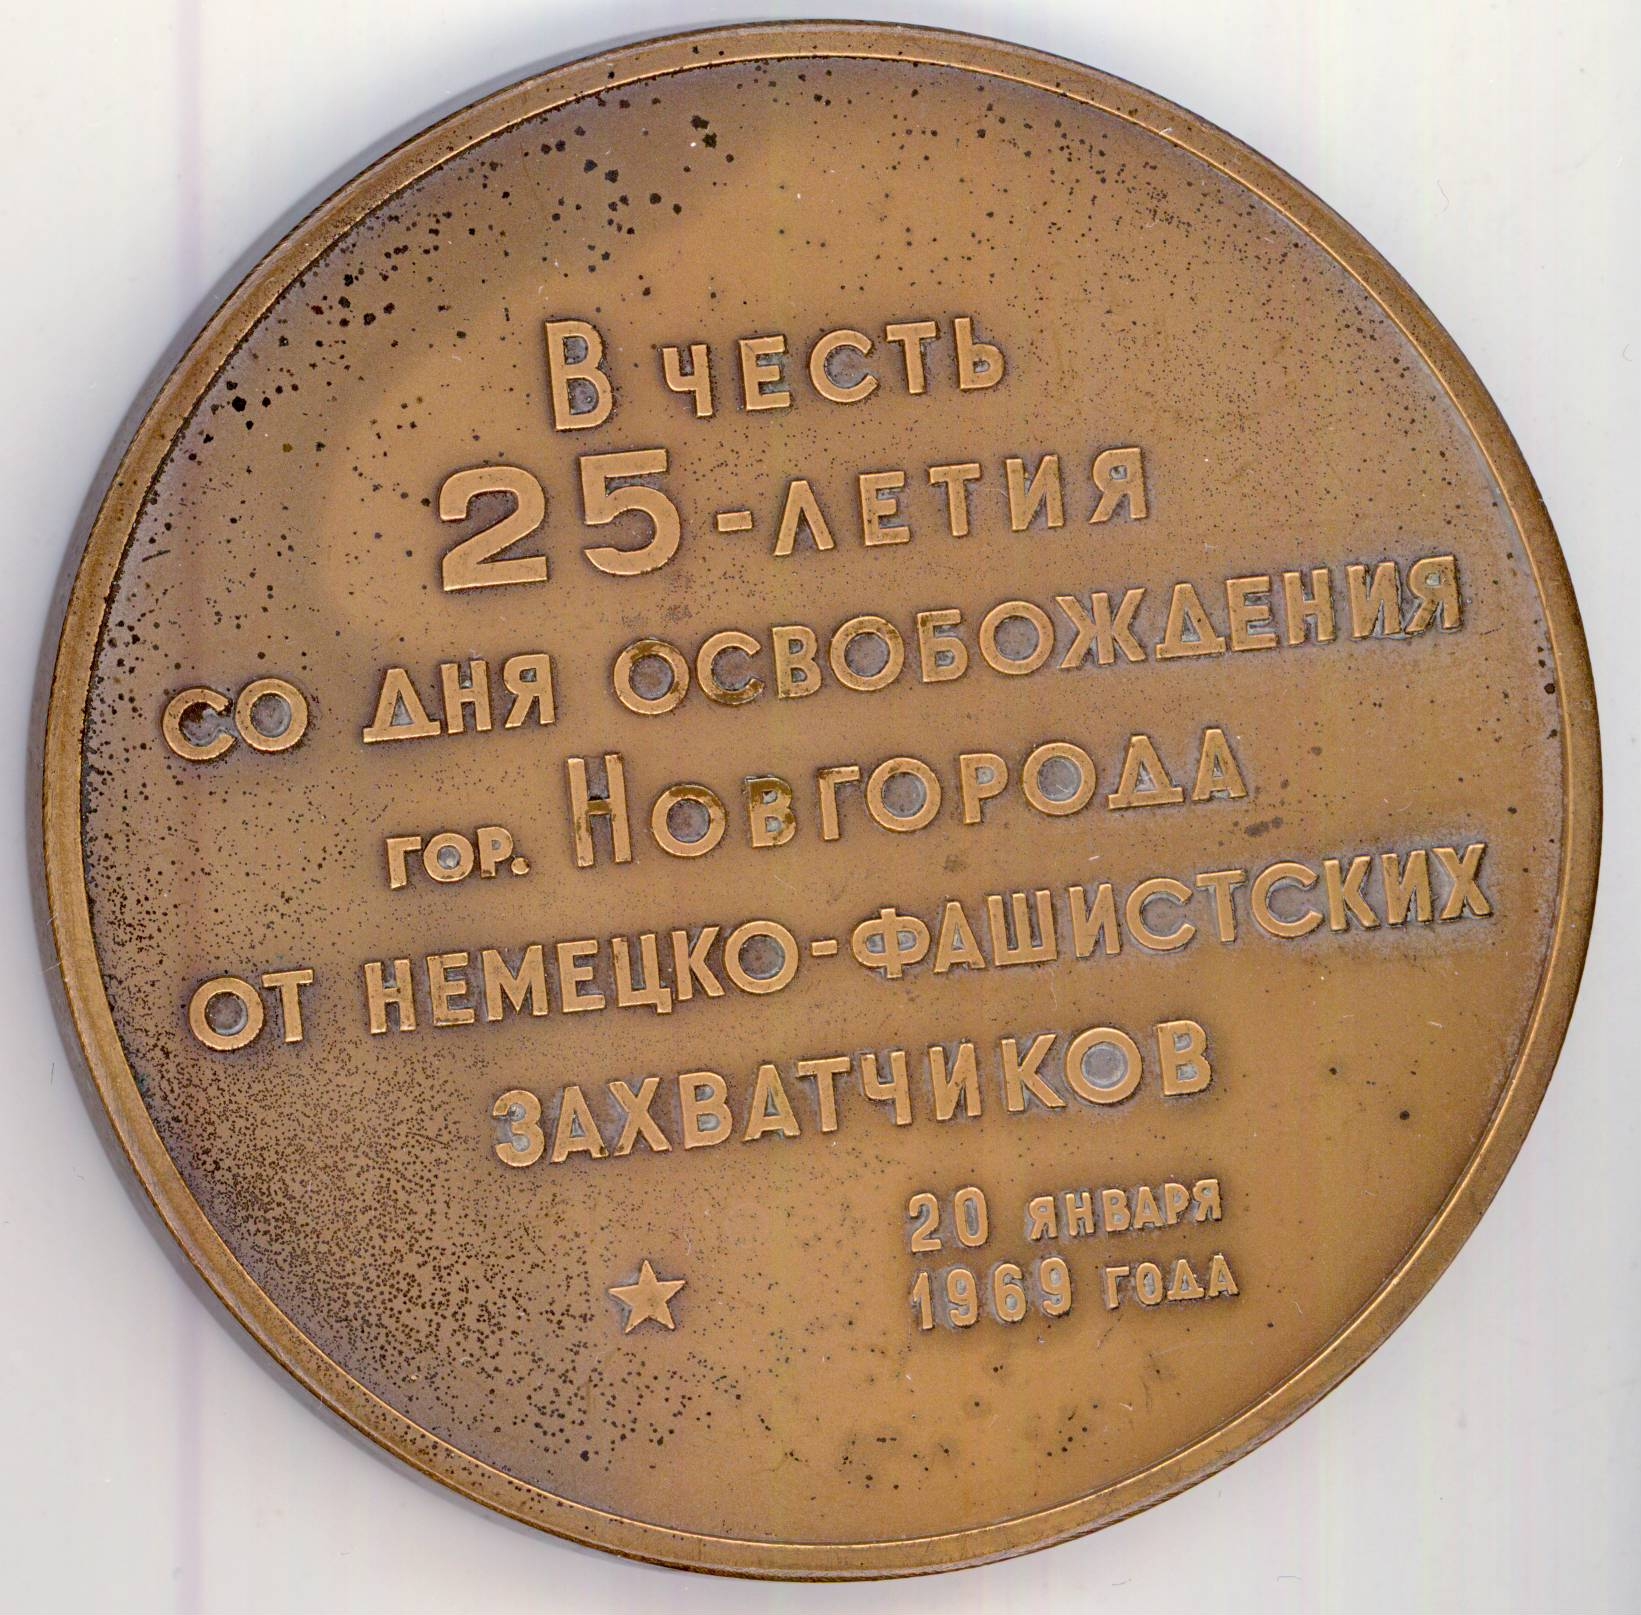 В ЧЕСТЬ
25-ЛЕТИЯ
СО ДНЯ ОСВОБОЖДЕНИЯ
ГОР. НОВГОРОДА
ОТ НЕМЕЦКО-ФАШИСТСКИХ
ЗАХВАТЧИКОВ
20 ЯНВАРЯ
1969 ГОДА